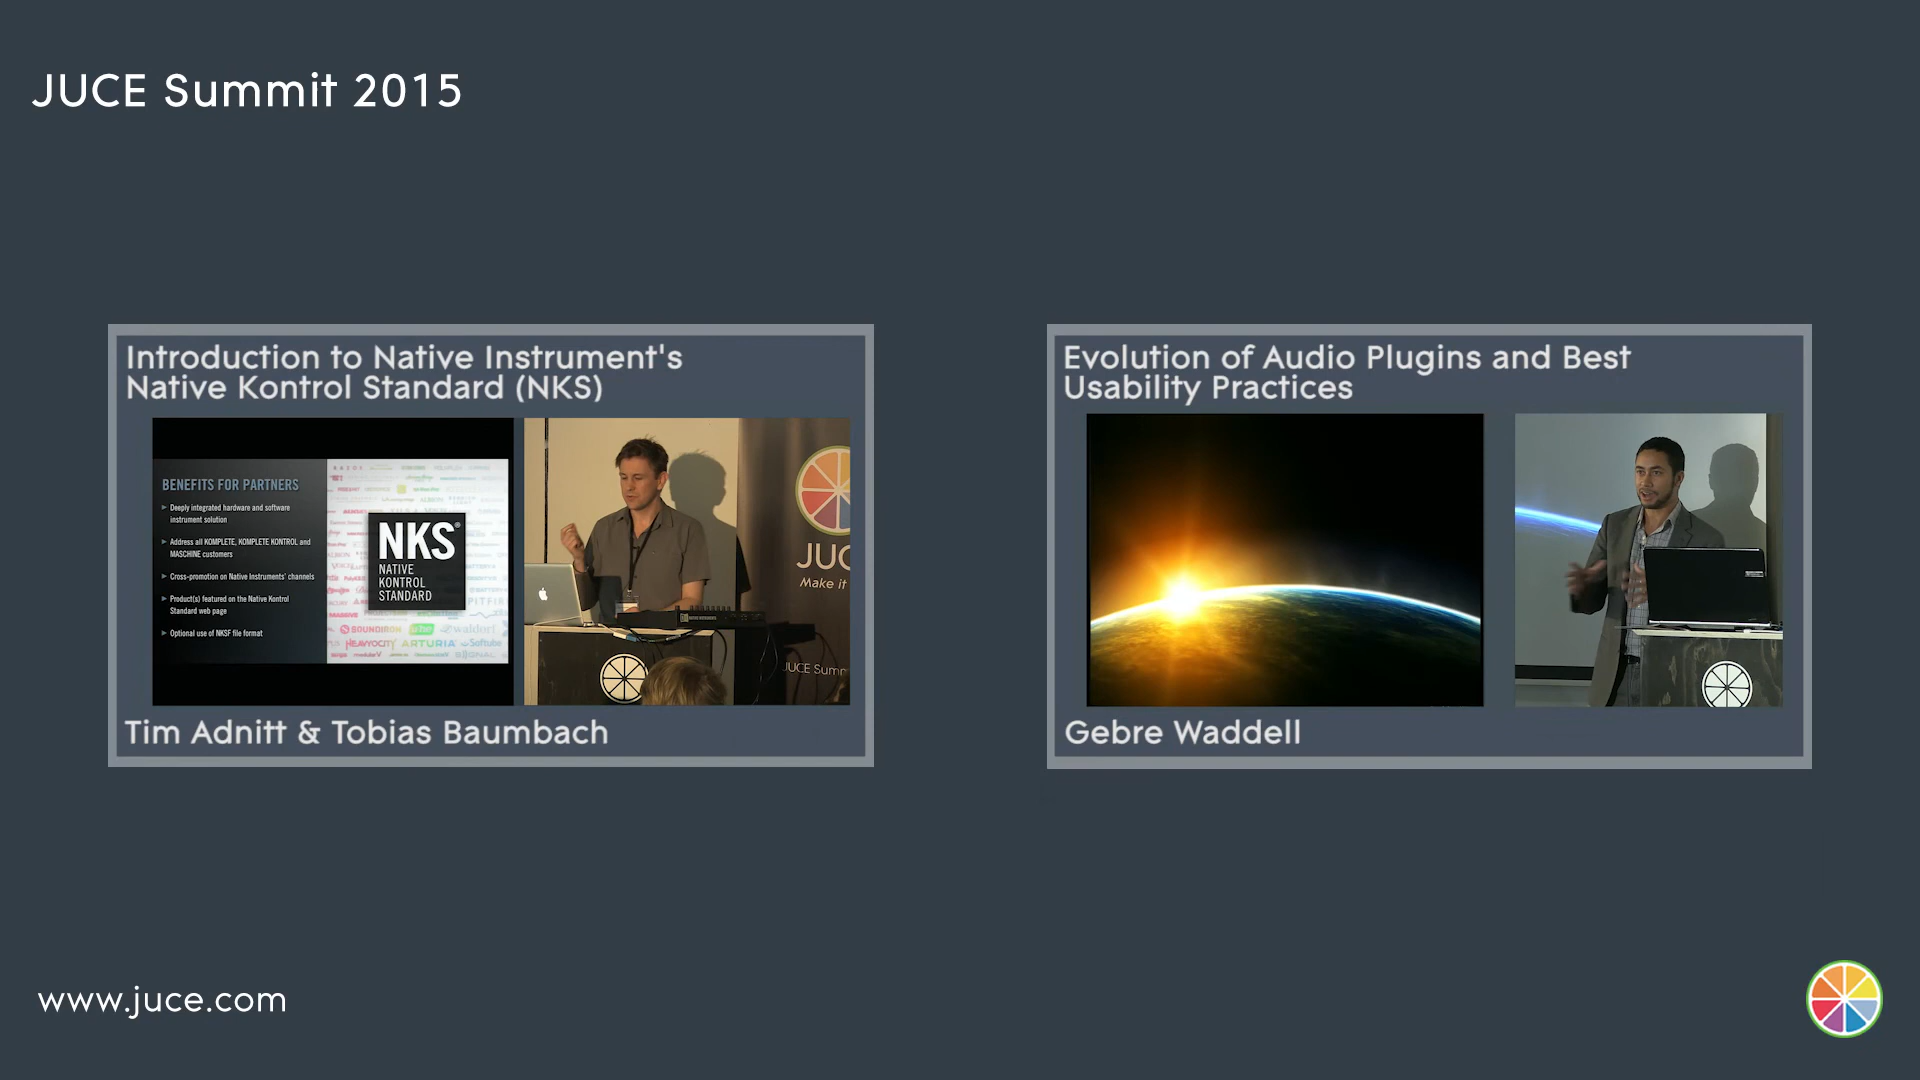 JUCE Summit 2015
Introduction to Native Instrument's
Native Kontrol Standard (NKS)
BENEFITS FOR PARTNERS
Deeply integrated hardware and software
instrument solution
Address all KOMPLETE, KOMPLETE KONTROL and
MASCHINE customers
Cross-promotion on Native Instruments' channels
Product(s) featured on the Native Kontrol
Standard web page
Optional use of NKSF file format
NKS®
NATIVE
KONTROL
STANDARD
SOUNDIRON u-he waldorf
HEAVYOCITY ARTURIA Softube
JUC
Make it
JUCE Summ
Tim Adnitt & Tobias Baumbach
Evolution of Audio Plugins and Best
Usability Practices
Gebre Waddell
www.juce.com